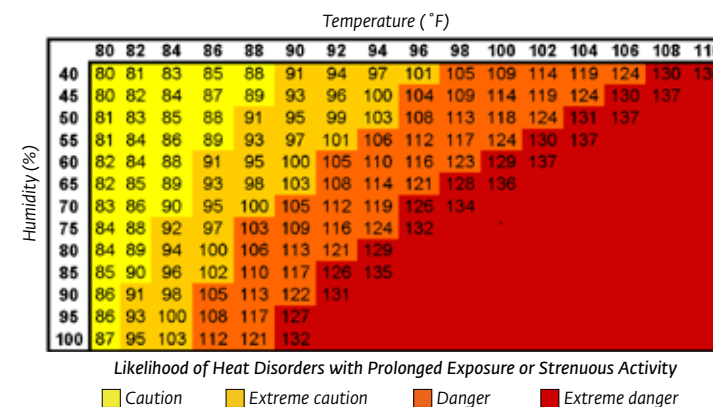 Temperature (˚F)
80 82 84 86 88 90 92 94 96 98 100 102 104 106 108
40 80 81 83 85 88 91 94 97 101 105 109 114 119 124 130
45 80 82 84 87 89 93 96 100 104 109 114 119 124 130 137
50 81 83 85 88 91 95 99 103 108 113 118 124 131 137
55 81 84 86 89 93 97 101 106 112 117 124 130 137
Humidity (%)
60 82 84 88 91 95 100 105 110 116 123 129 137
65 82 85 89 93 98 103 108 114 121 128 136
70 83 86 90 95 100 105 112 119 126 134
75 84 88 92 97 103 109 116 124 132
80 84 89 94 100 106 113 121 129
85 85 90 96 102 110 117 126 135
90 86 91 98 105 113 122 131
95 86 93 100 108 117 127
100 87 95 103 112 121 132
Likelihood of Heat Disorders with Prolonged Exposure or Strenuous Activity
Caution Extreme caution Danger Extreme danger